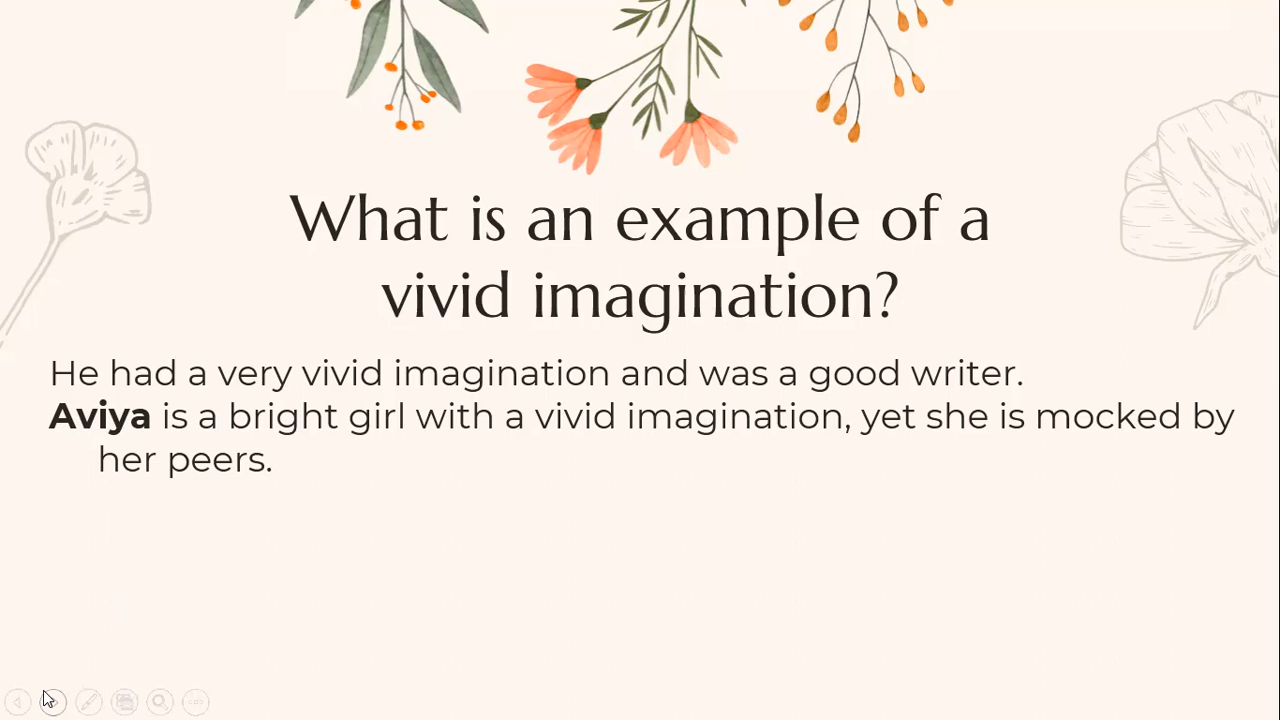 What is an example of a
vivid imagination?
He had a very vivid imagination and was a good writer.
Aviya is a bright girl with a vivid imagination, yet she is mocked by
her peers.